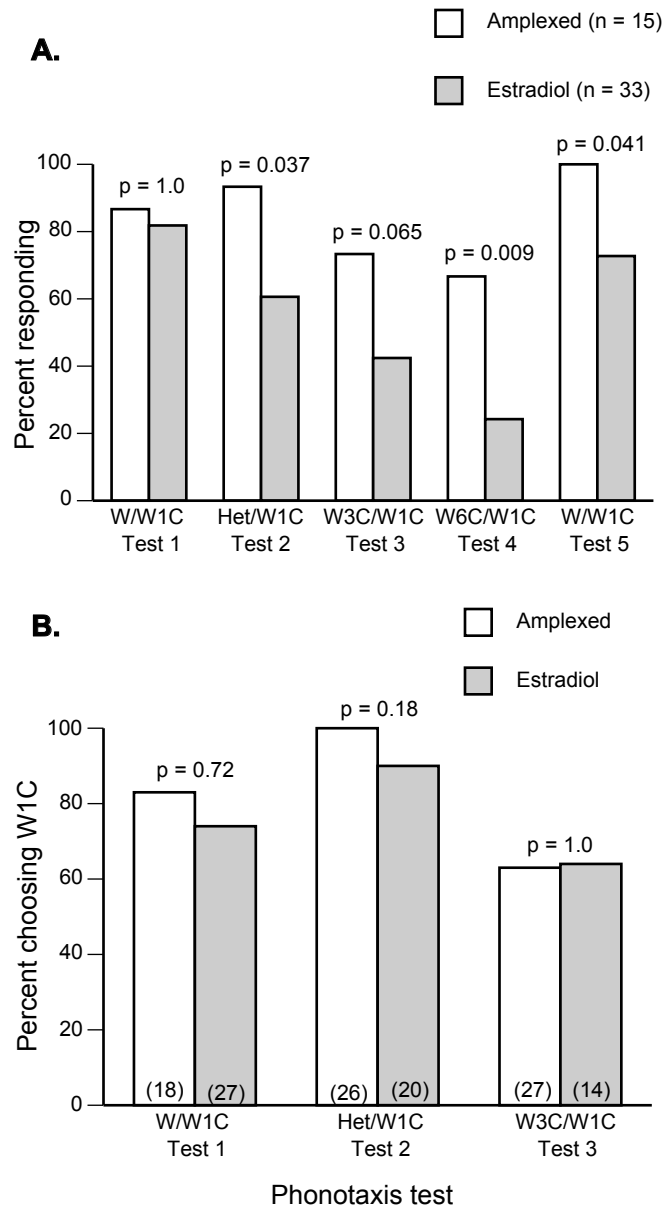 A.
Amplexed (n = 15)
Estradiol (n = 33)
Percent responding
100
80
60
40
20
0
p = 1.0
p = 0.037
p = 0.065
p = 0.009
p = 0.041
W/W1C Het/W1C W3C/W1C W6C/W1C W/W1C
Test 1 Test 2 Test 3 Test 4 Test 5
B.
Amplexed
Estradiol
Percent choosing W1C
100
80
60
40
20
0
p = 0.72
p = 0.18
p = 1.0
(18) (27) (26) (20) (27) (14)
W/W1C Het/W1C W3C/W1C
Test 1 Test 2 Test 3
Phonotaxis test